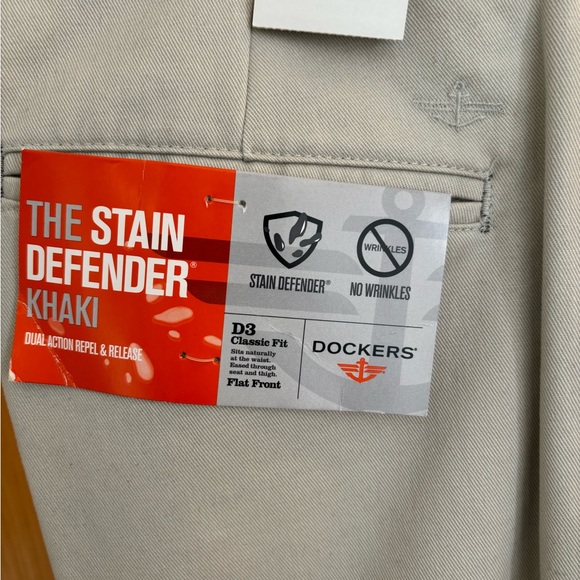 THE STAIN
DEFENDER®
KHAKI
DUAL ACTION REPEL & RELEASE
STAIN DEFENDER®
WRINKLES
NO WRINKLES
D3
Classic Fit
Sits naturally
at the waist.
Eased through
seat and thigh.
Flat Front
DOCKERS®